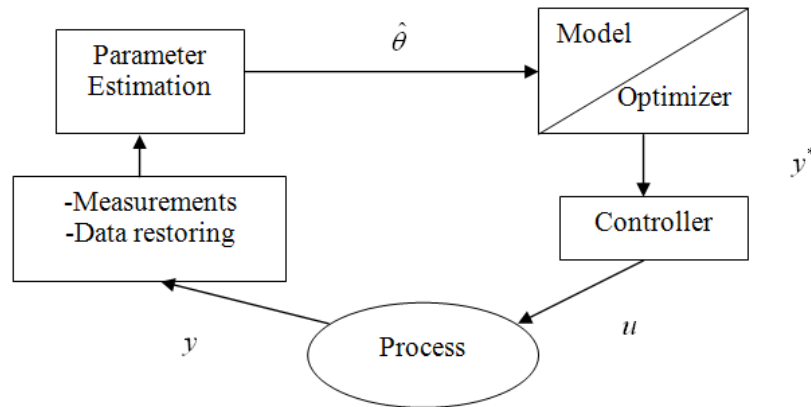 Parameter
Estimation
θ̂
Model
Optimizer
-Measurements
-Data restoring
y*
Controller
Process
y
u